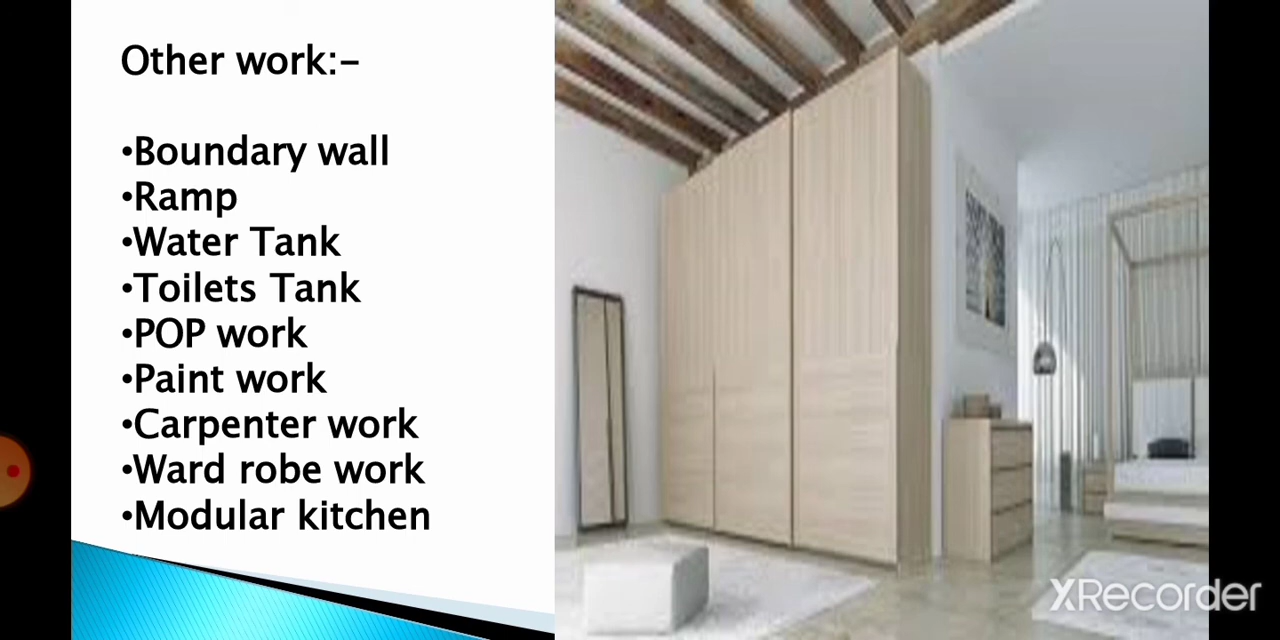 Other work:-
•Boundary wall
•Ramp
•Water Tank
•Toilets Tank
•POP work
•Paint work
•Carpenter work
•Ward robe work
•Modular kitchen
XRecorder